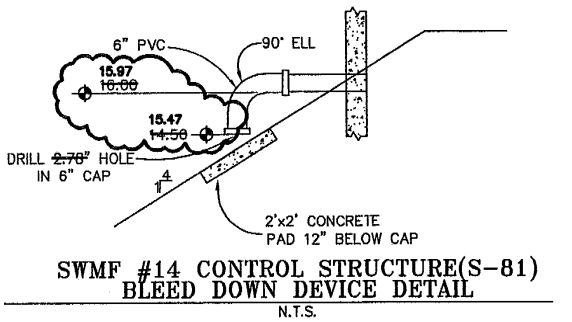 6" PVC
90° ELL
15.97
16.00
15.47
14.50
DRILL 2.78" HOLE
IN 6" CAP
4
1
2'x2' CONCRETE
PAD 12" BELOW CAP
SWMF #14 CONTROL STRUCTURE(S-81)
BLEED DOWN DEVICE DETAIL
N.T.S.